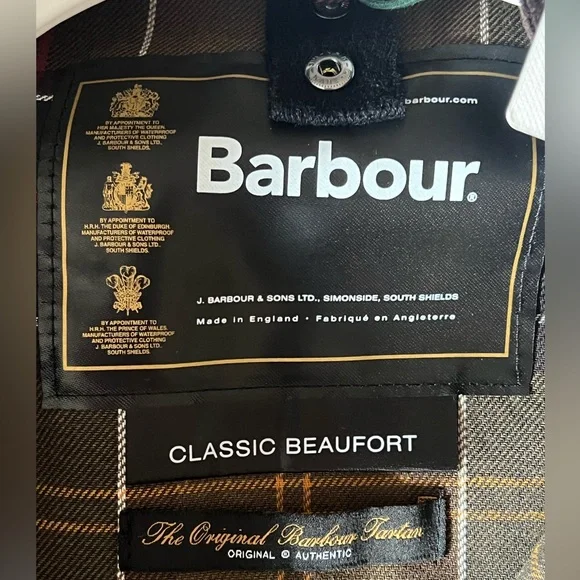 barbour.com
BY APPOINTMENT TO
HER MAJESTY THE QUEEN
MANUFACTURERS OF WATERPROOF
AND PROTECTIVE CLOTHING
J. BARBOUR & SONS LTD.
SOUTH SHIELDS.
Barbour®
BY APPOINTMENT TO
H.R.H. THE DUKE OF EDINBURGH
MANUFACTURERS OF WATERPROOF
AND PROTECTIVE CLOTHING
J. BARBOUR & SONS LTD.
SOUTH SHIELDS.
BY APPOINTMENT TO
H.R.H. THE PRINCE OF WALES
MANUFACTURERS OF WATERPROOF
AND PROTECTIVE CLOTHING
J. BARBOUR & SONS LTD.
SOUTH SHIELDS.
J. BARBOUR & SONS LTD., SIMONSIDE, SOUTH SHIELDS
Made in England • Fabriqué en Angleterre
CLASSIC BEAUFORT
The Original Barbour Tartan
ORIGINAL ® AUTHENTIC